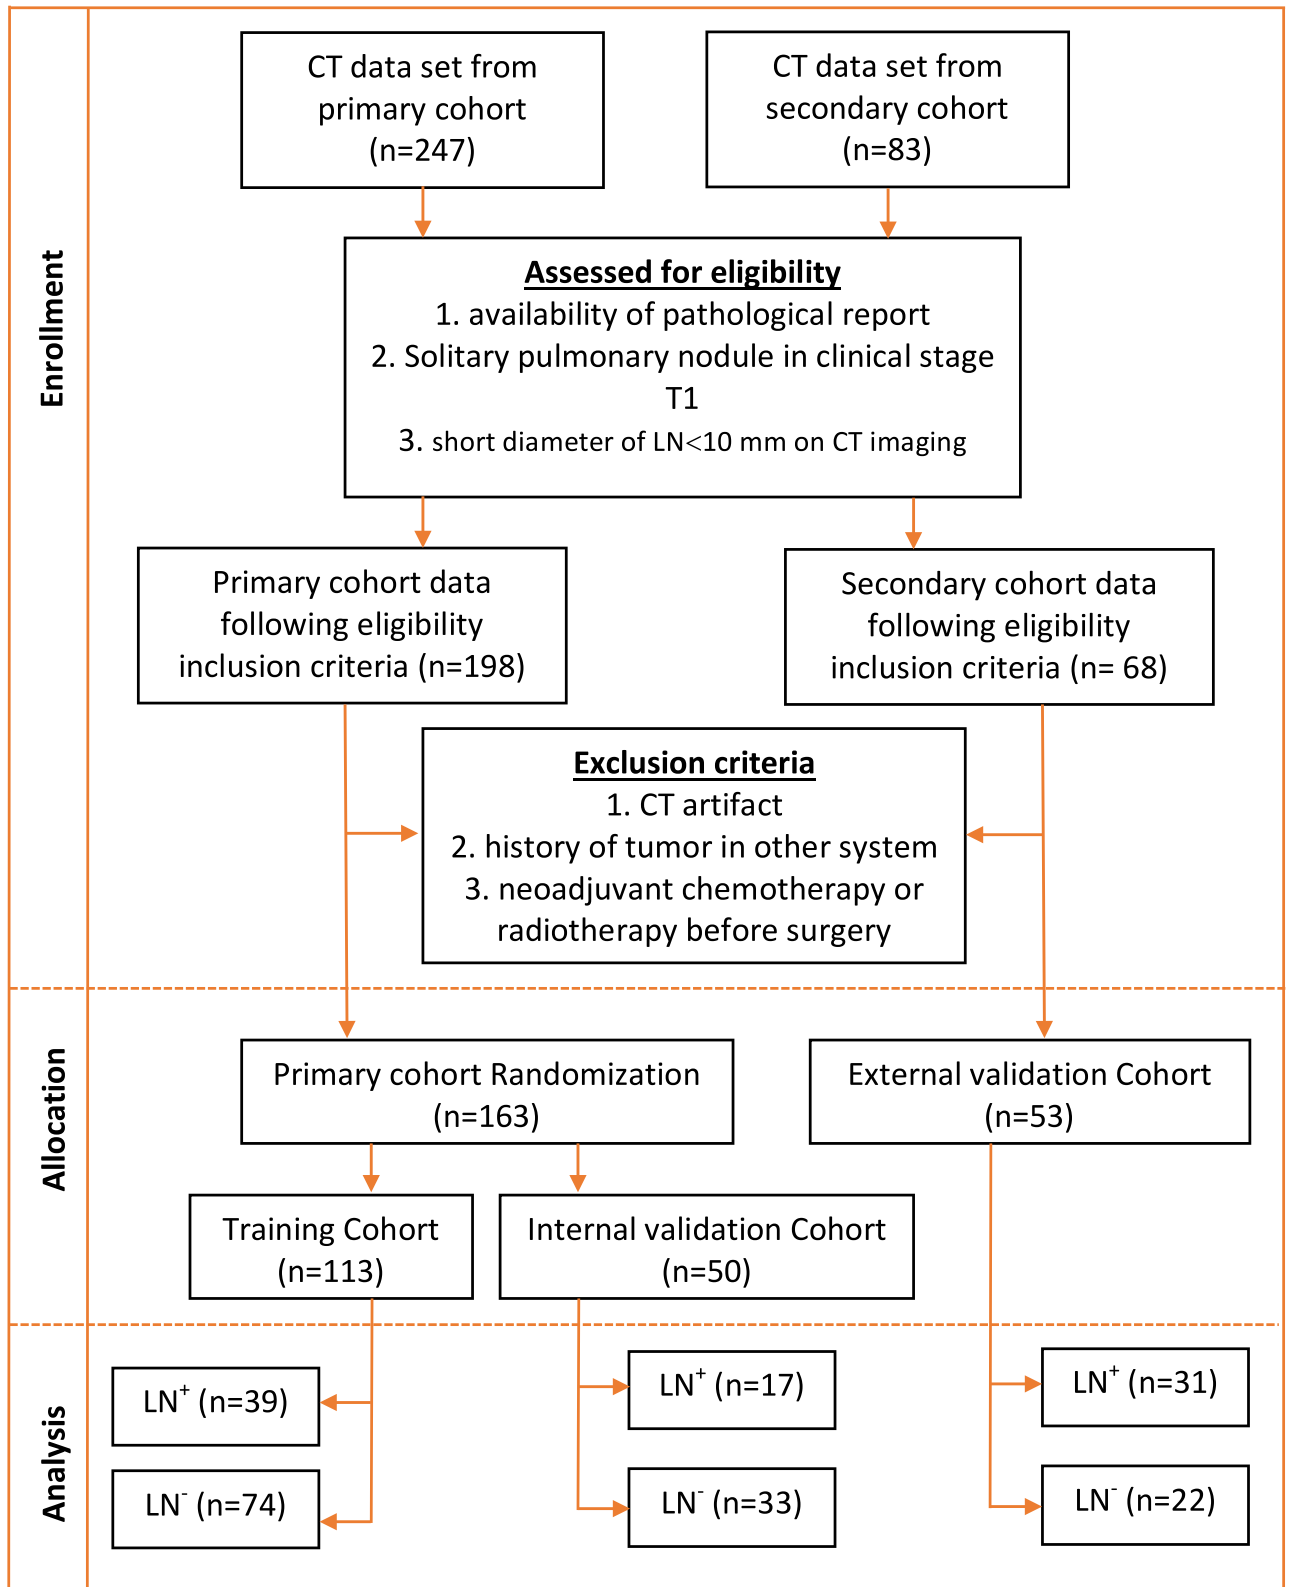 Enrollment
CT data set from
primary cohort
(n=247)
CT data set from
secondary cohort
(n=83)
Assessed for eligibility
1. availability of pathological report
2. Solitary pulmonary nodule in clinical stage
T1
3. short diameter of LN<10 mm on CT imaging
Primary cohort data
following eligibility
inclusion criteria (n=198)
Secondary cohort data
following eligibility
inclusion criteria (n= 68)
Exclusion criteria
1. CT artifact
2. history of tumor in other system
3. neoadjuvant chemotherapy or
radiotherapy before surgery
Allocation
Primary cohort Randomization
(n=163)
External validation Cohort
(n=53)
Training Cohort
(n=113)
Internal validation Cohort
(n=50)
Analysis
LN⁺ (n=39)
LN⁺ (n=17)
LN⁺ (n=31)
LN⁻ (n=74)
LN⁻ (n=33)
LN⁻ (n=22)